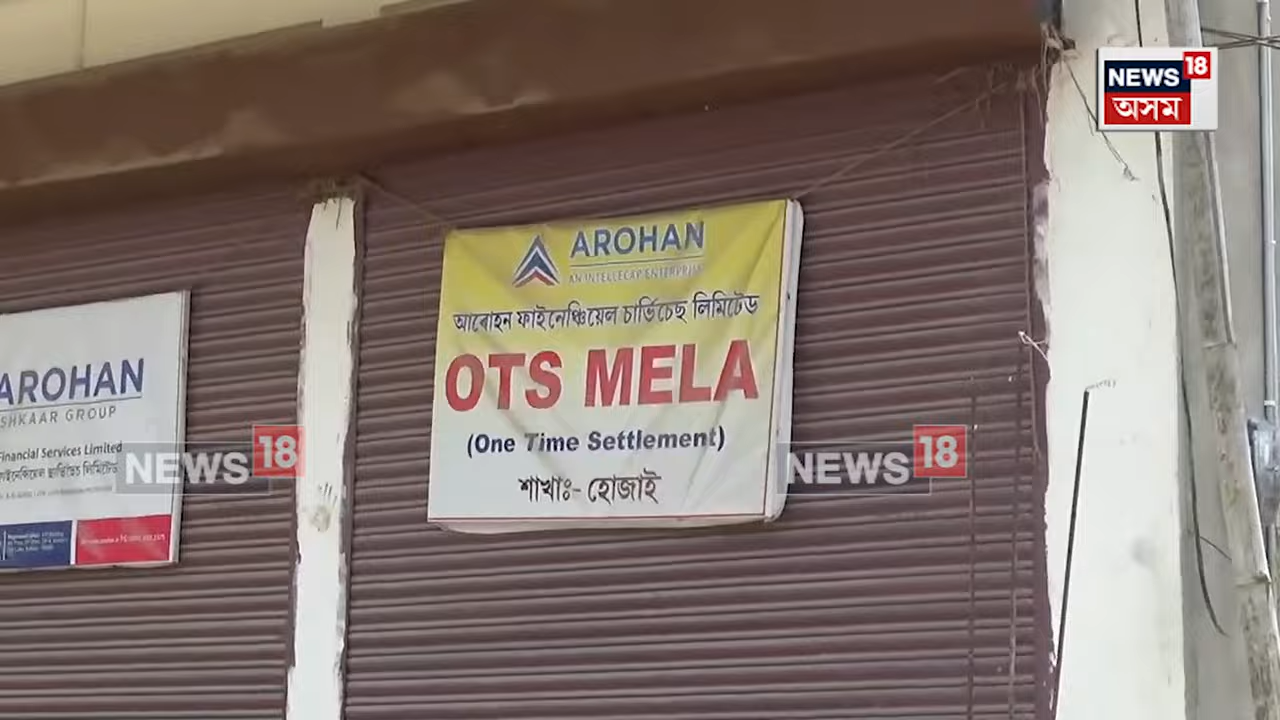 NEWS 18
অসম
AROHAN
AN INTELLECAP ENTERPRISE
আৰোহন ফাইনেঞ্চিয়েল চাৰ্ভিচেছ লিমিটেড
OTS MELA
(One Time Settlement)
শাখাঃ- হোজাই
AROHAN
SHKAAR GROUP
Financial Services Limited
লিমিটেড
NEWS 18
NEWS 18